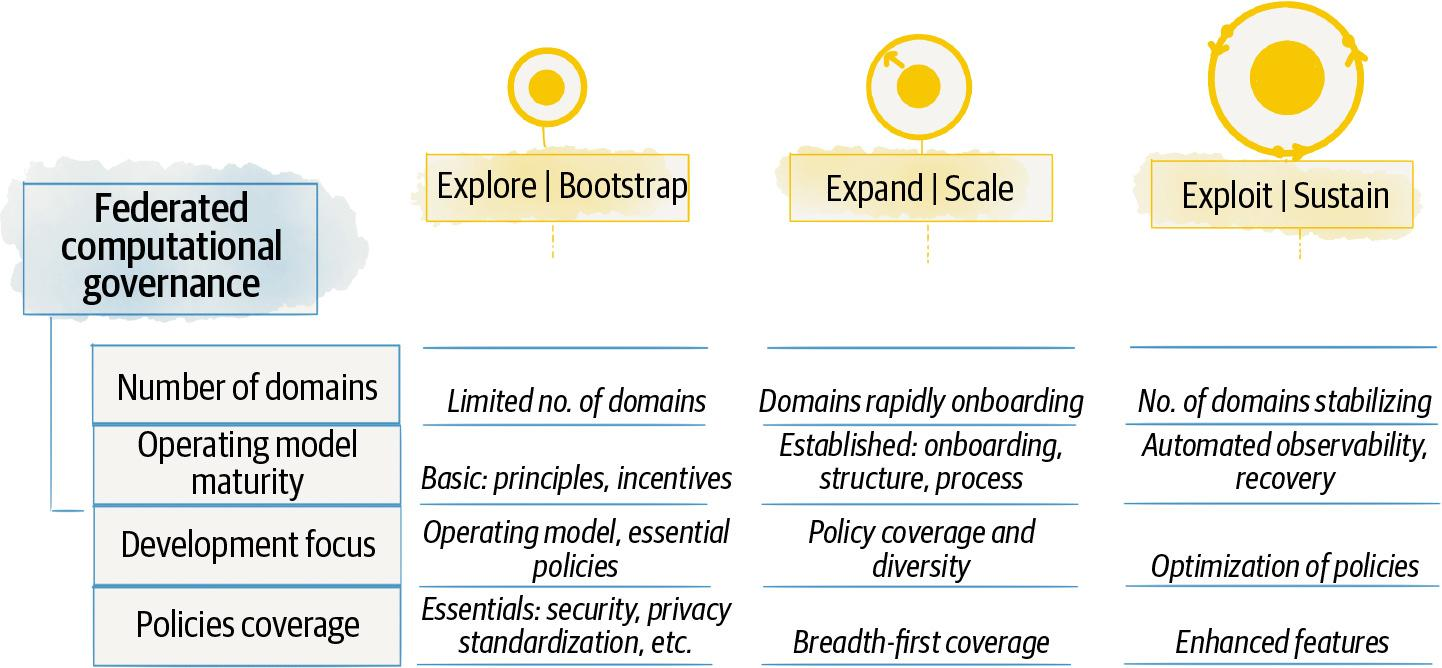 Explore | Bootstrap
Expand | Scale
Exploit | Sustain
Federated
computational
governance
Number of domains
Limited no. of domains
Domains rapidly onboarding
No. of domains stabilizing
Operating model
maturity
Basic: principles, incentives
Established: onboarding,
structure, process
Automated observability,
recovery
Development focus
Operating model, essential
policies
Policy coverage and
diversity
Optimization of policies
Policies coverage
Essentials: security, privacy
standardization, etc.
Breadth-first coverage
Enhanced features